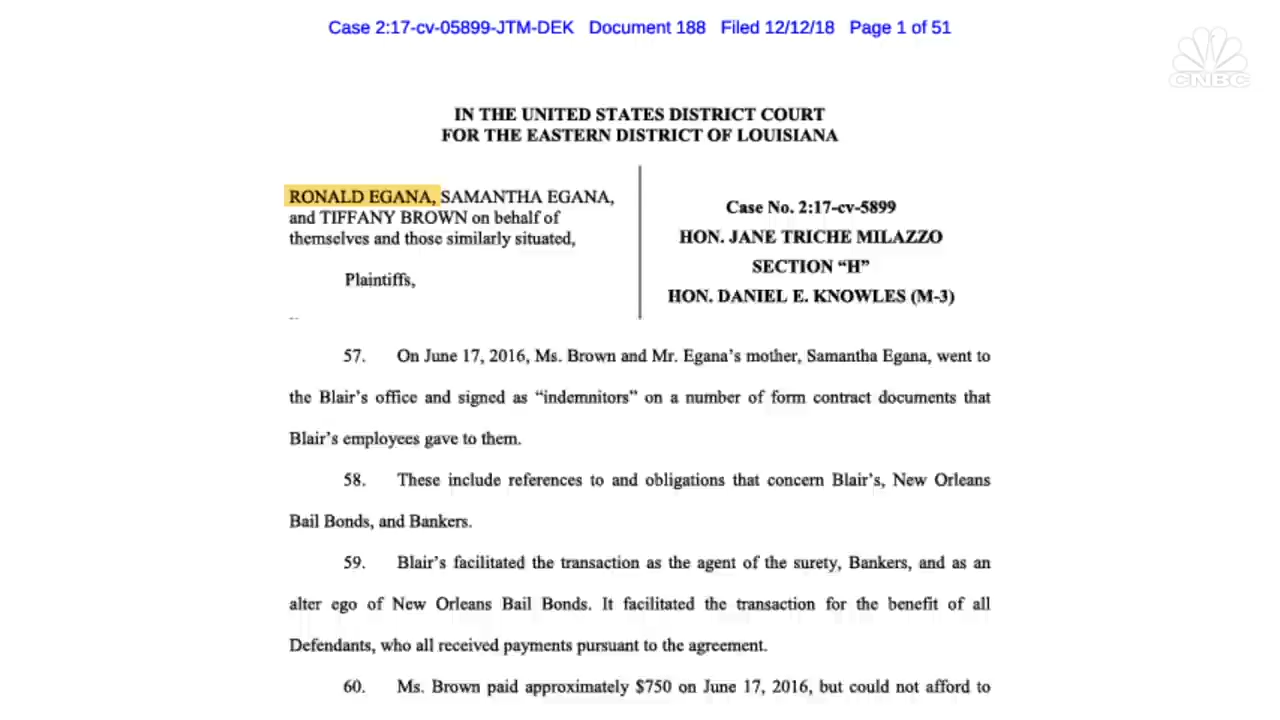 Case 2:17-cv-05899-JTM-DEK Document 188 Filed 12/12/18 Page 1 of 51
CNBC
IN THE UNITED STATES DISTRICT COURT
FOR THE EASTERN DISTRICT OF LOUISIANA
RONALD EGANA, SAMANTHA EGANA,
and TIFFANY BROWN on behalf of
themselves and those similarly situated,
Plaintiffs,
Case No. 2:17-cv-5899
HON. JANE TRICHE MILAZZO
SECTION “H”
HON. DANIEL E. KNOWLES (M-3)
57. On June 17, 2016, Ms. Brown and Mr. Egana’s mother, Samantha Egana, went to
the Blair’s office and signed as “indemnitors” on a number of form contract documents that
Blair’s employees gave to them.
58. These include references to and obligations that concern Blair’s, New Orleans
Bail Bonds, and Bankers.
59. Blair’s facilitated the transaction as the agent of the surety, Bankers, and as an
alter ego of New Orleans Bail Bonds. It facilitated the transaction for the benefit of all
Defendants, who all received payments pursuant to the agreement.
60. Ms. Brown paid approximately $750 on June 17, 2016, but could not afford to